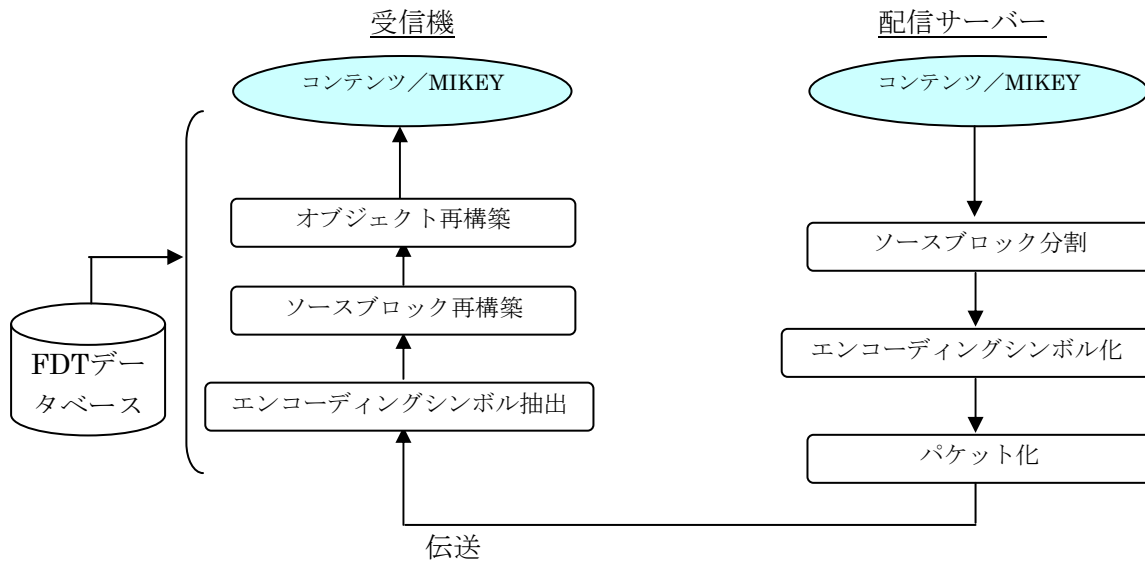 受信機
配信サーバー
コンテンツ/MIKEY
コンテンツ/MIKEY
オブジェクト再構築
ソースブロック分割
ソースブロック再構築
エンコーディングシンボル化
FDTデー
タベース
エンコーディングシンボル抽出
パケット化
伝送